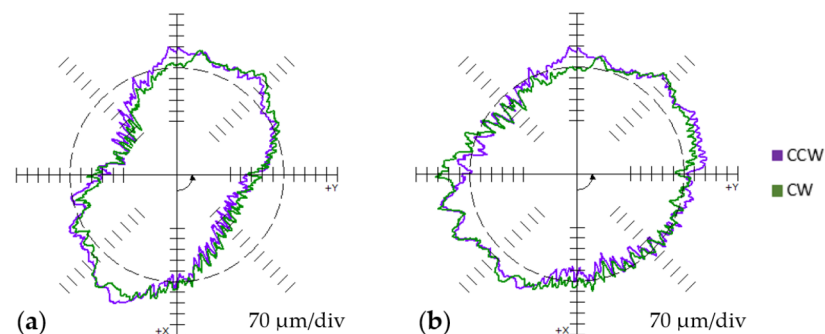 +Y
+X
(a)
70 µm/div
+Y
+X
(b)
70 µm/div
CCW
CW